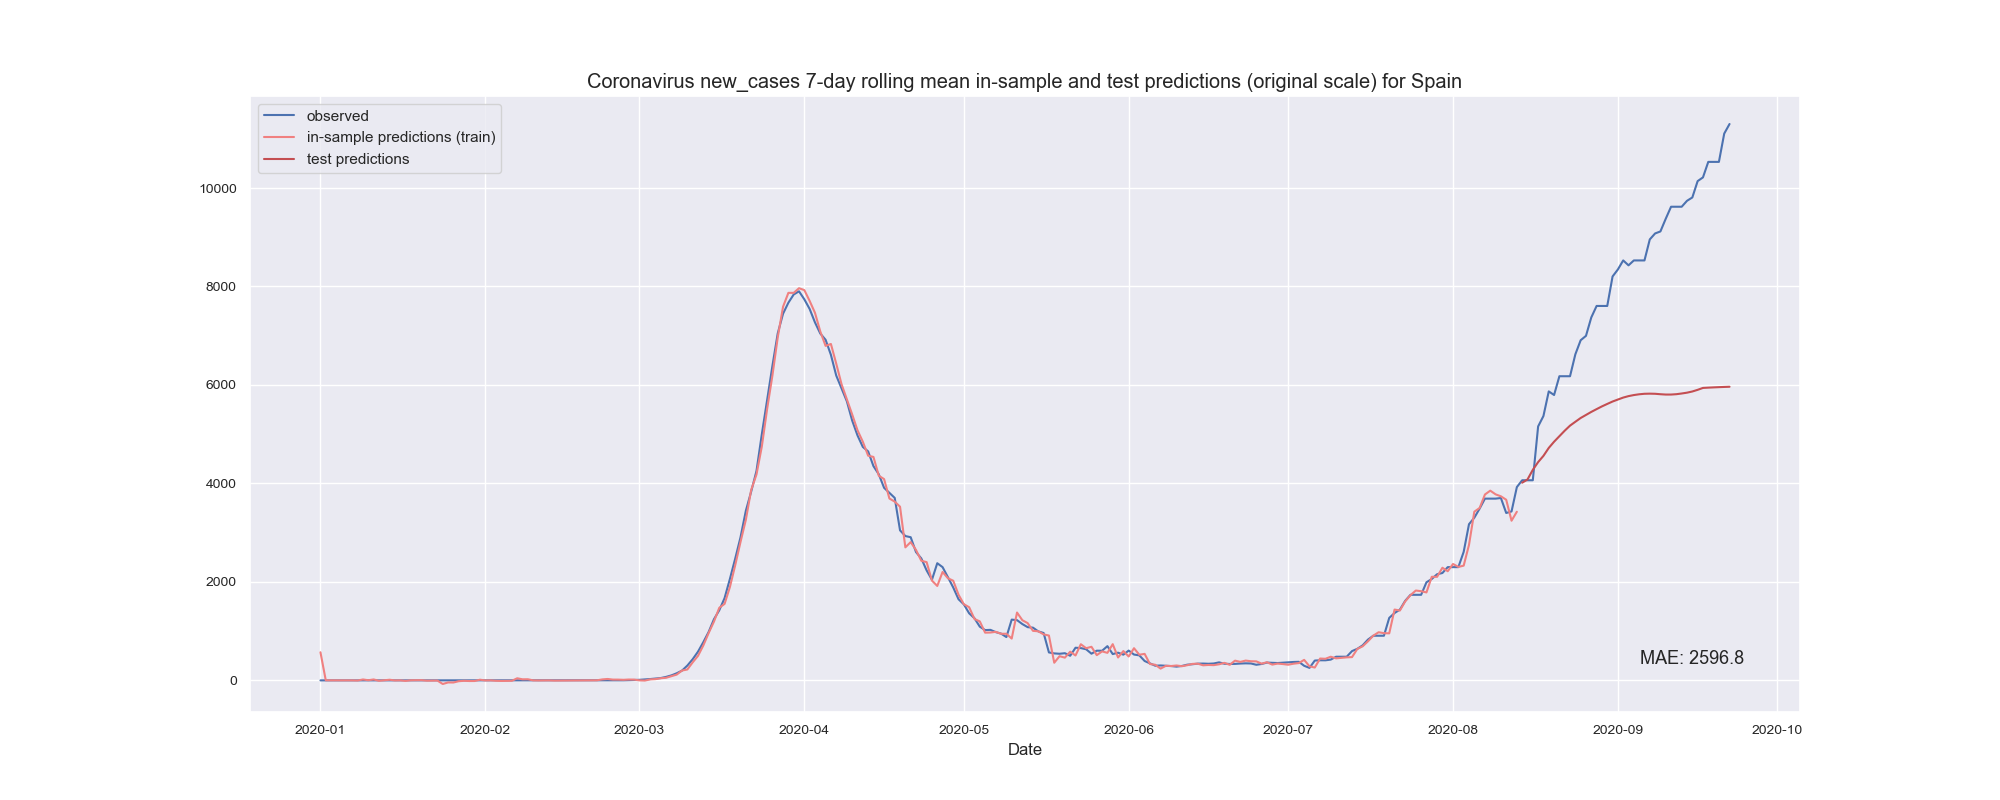 Coronavirus new_cases 7-day rolling mean in-sample and test predictions (original scale) for Spain
observed
in-sample predictions (train)
test predictions
10000
8000
6000
4000
2000
0
MAE: 2596.8
2020-01 2020-02 2020-03 2020-04 2020-05 2020-06 2020-07 2020-08 2020-09 2020-10
Date